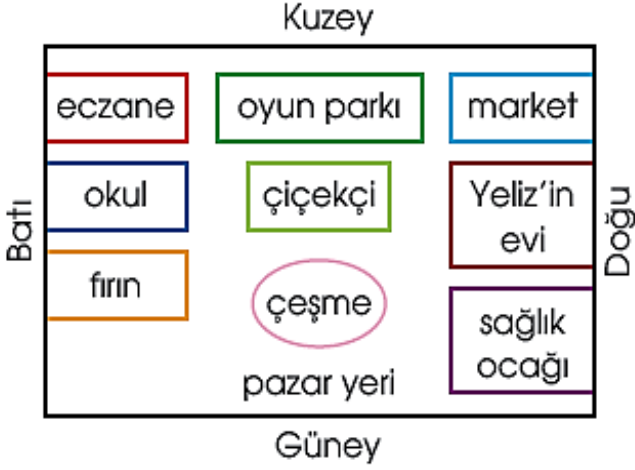 Kuzey
eczane
oyun parkı
market
Batı
okul
çiçekçi
Yeliz'in
evi
Doğu
fırın
çeşme
sağlık
ocağı
pazar yeri
Güney